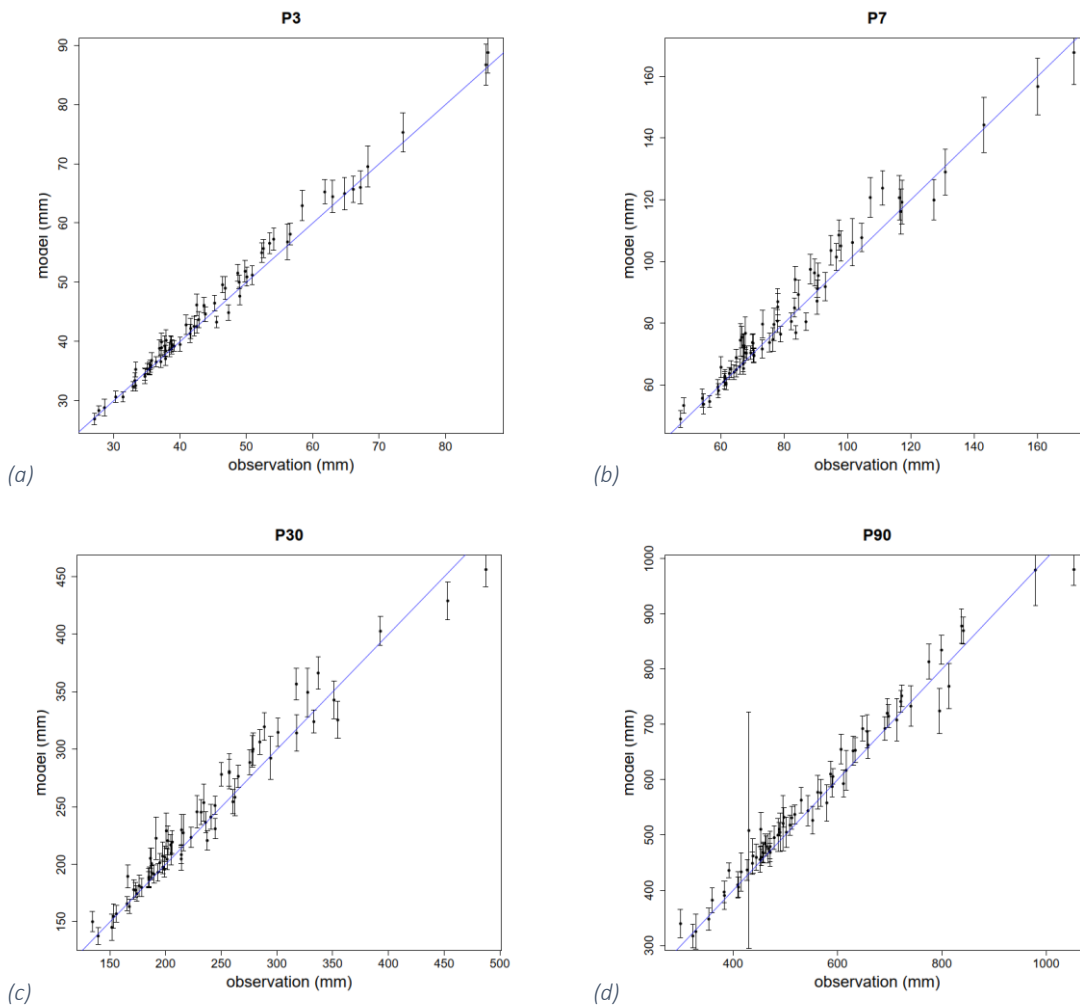 P3
model (mm)
90
80
70
60
50
40
30
30 40 50 60 70 80
observation (mm)
(a)
P7
model (mm)
160
140
120
100
80
60
60 80 100 120 140 160
observation (mm)
(b)
P30
model (mm)
450
400
350
300
250
200
150
150 200 250 300 350 400 450 500
observation (mm)
(c)
P90
model (mm)
1000
900
800
700
600
500
400
300
400 600 800 1000
observation (mm)
(d)